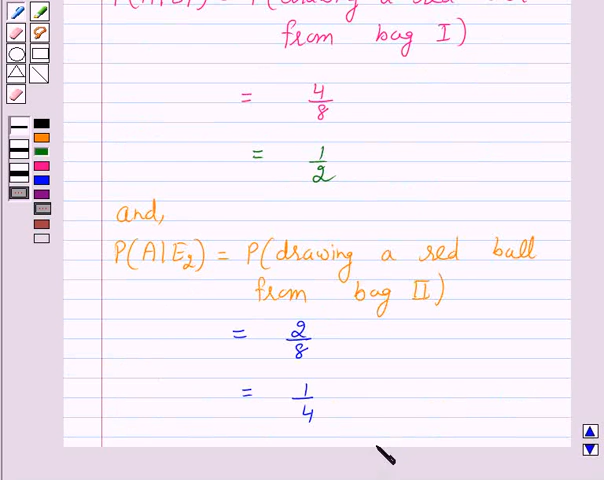 from bag I)
= 4/8
= 1/2
and,
P(A|E₂) = P(drawing a red ball
from bag II)
= 2/8
= 1/4